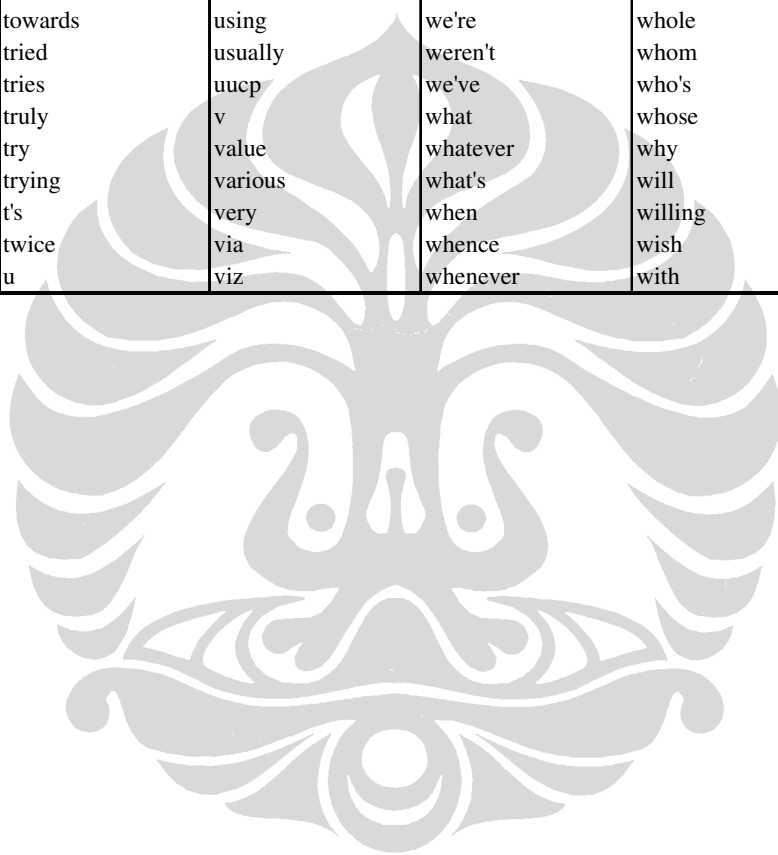 towards using we're whole
tried usually weren't whom
tries uucp we've who's
truly v what whose
try value whatever why
trying various what's will
t's very when willing
twice via whence wish
u viz whenever with